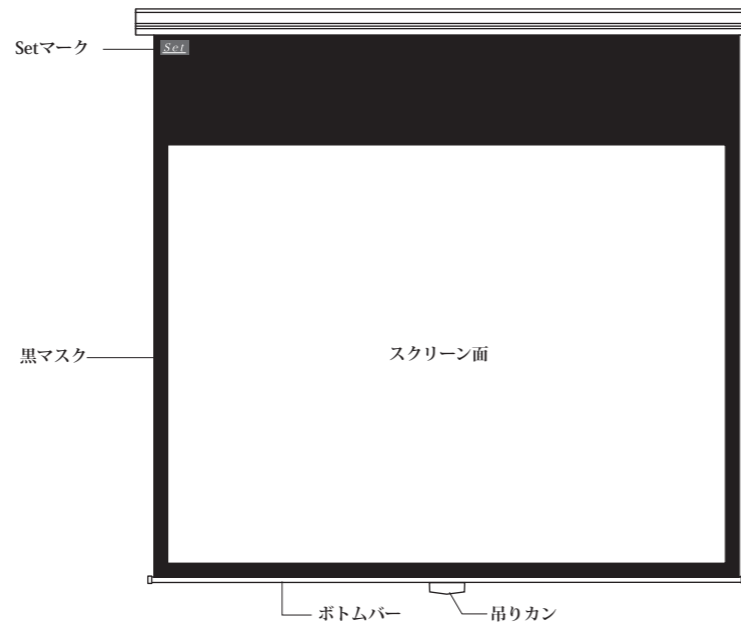 Setマーク
Set
黒マスク
スクリーン面
ボトムバー
吊りカン